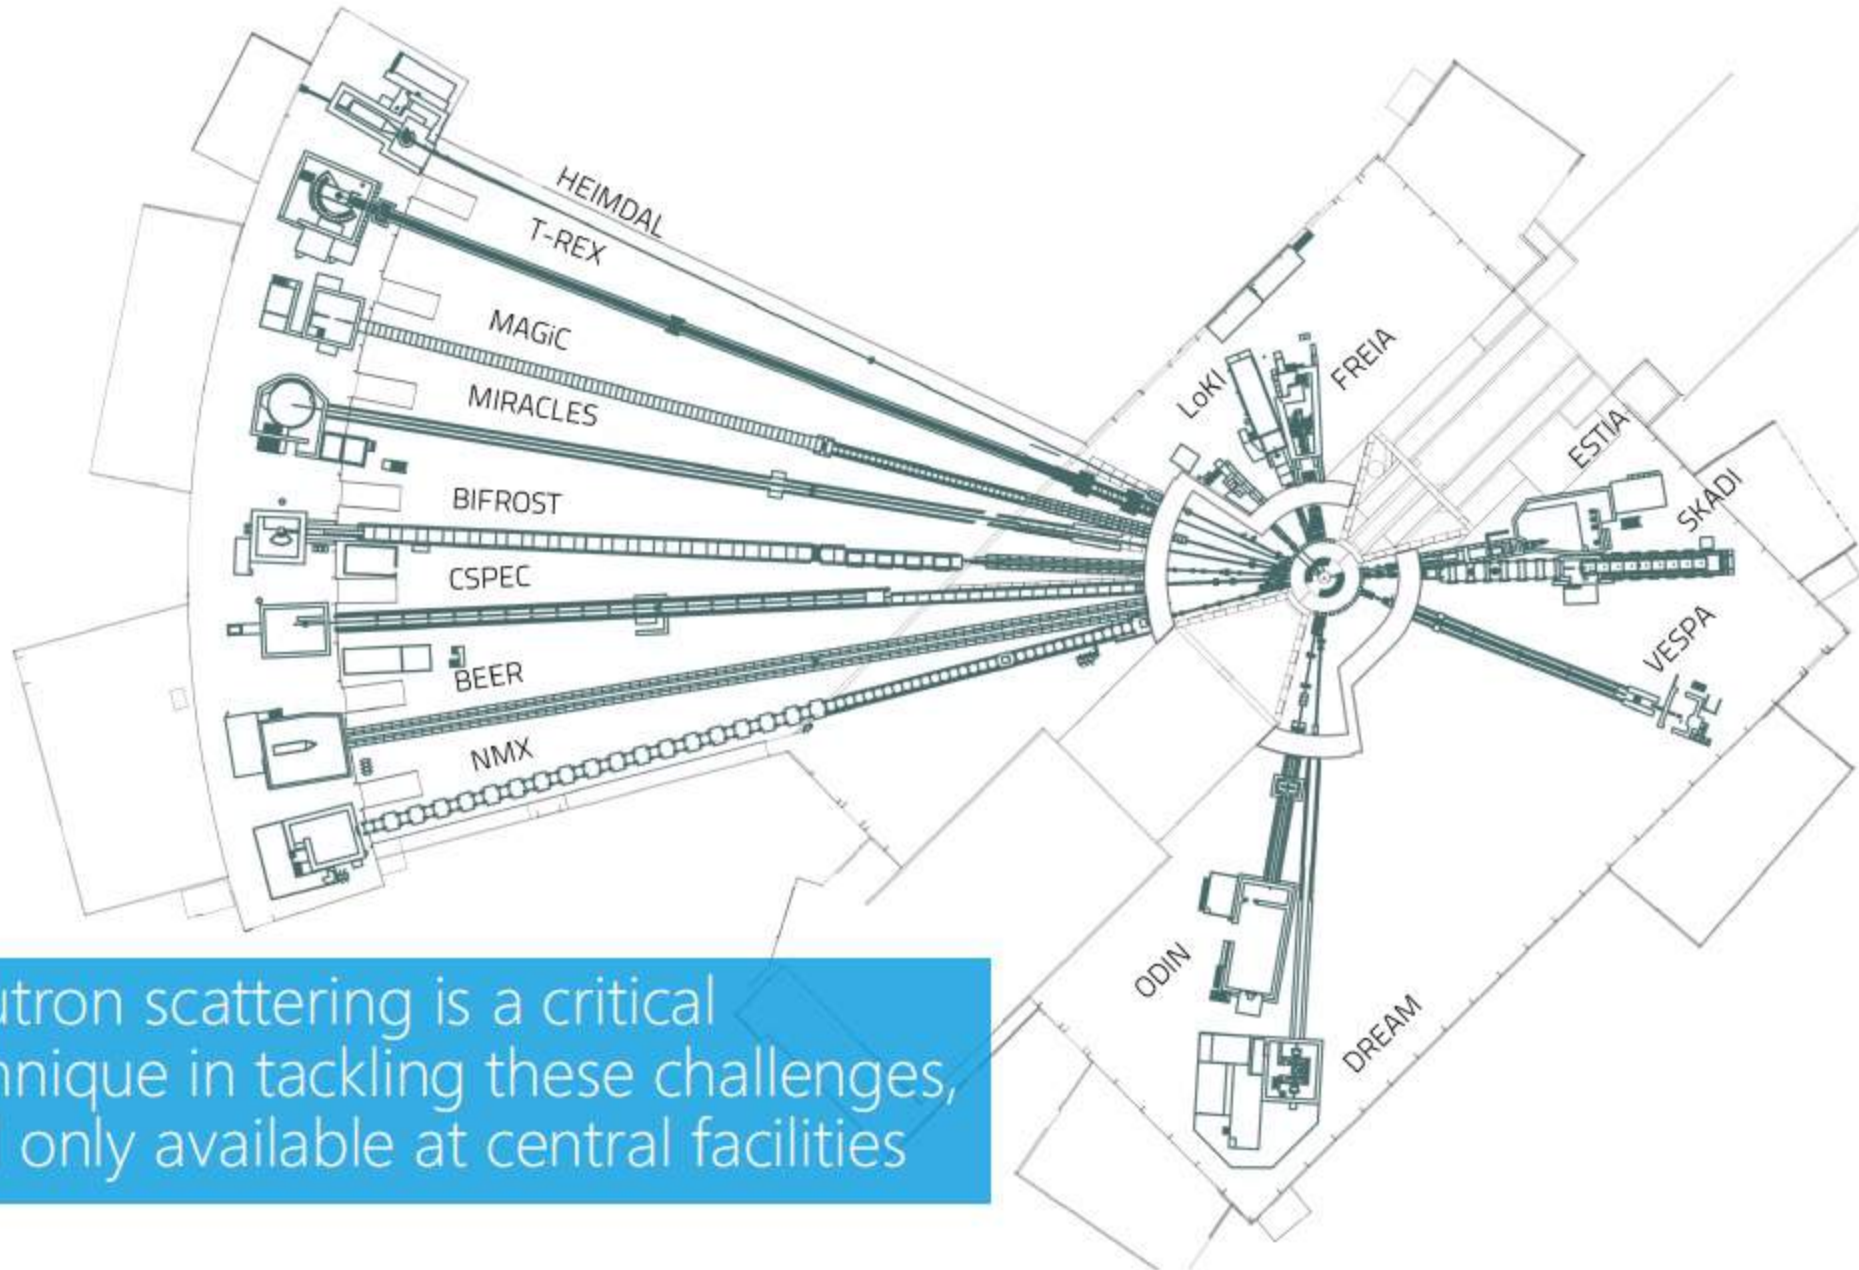 HEIMDAL
T-REX
MAGiC
MIRACLES
BIFROST
CSPEC
BEER
NMX
LoKI
FREIA
ESTIA
SKADI
VESPA
ODIN
DREAM
utron scattering is a critical
hnique in tackling these challenges,
only available at central facilities